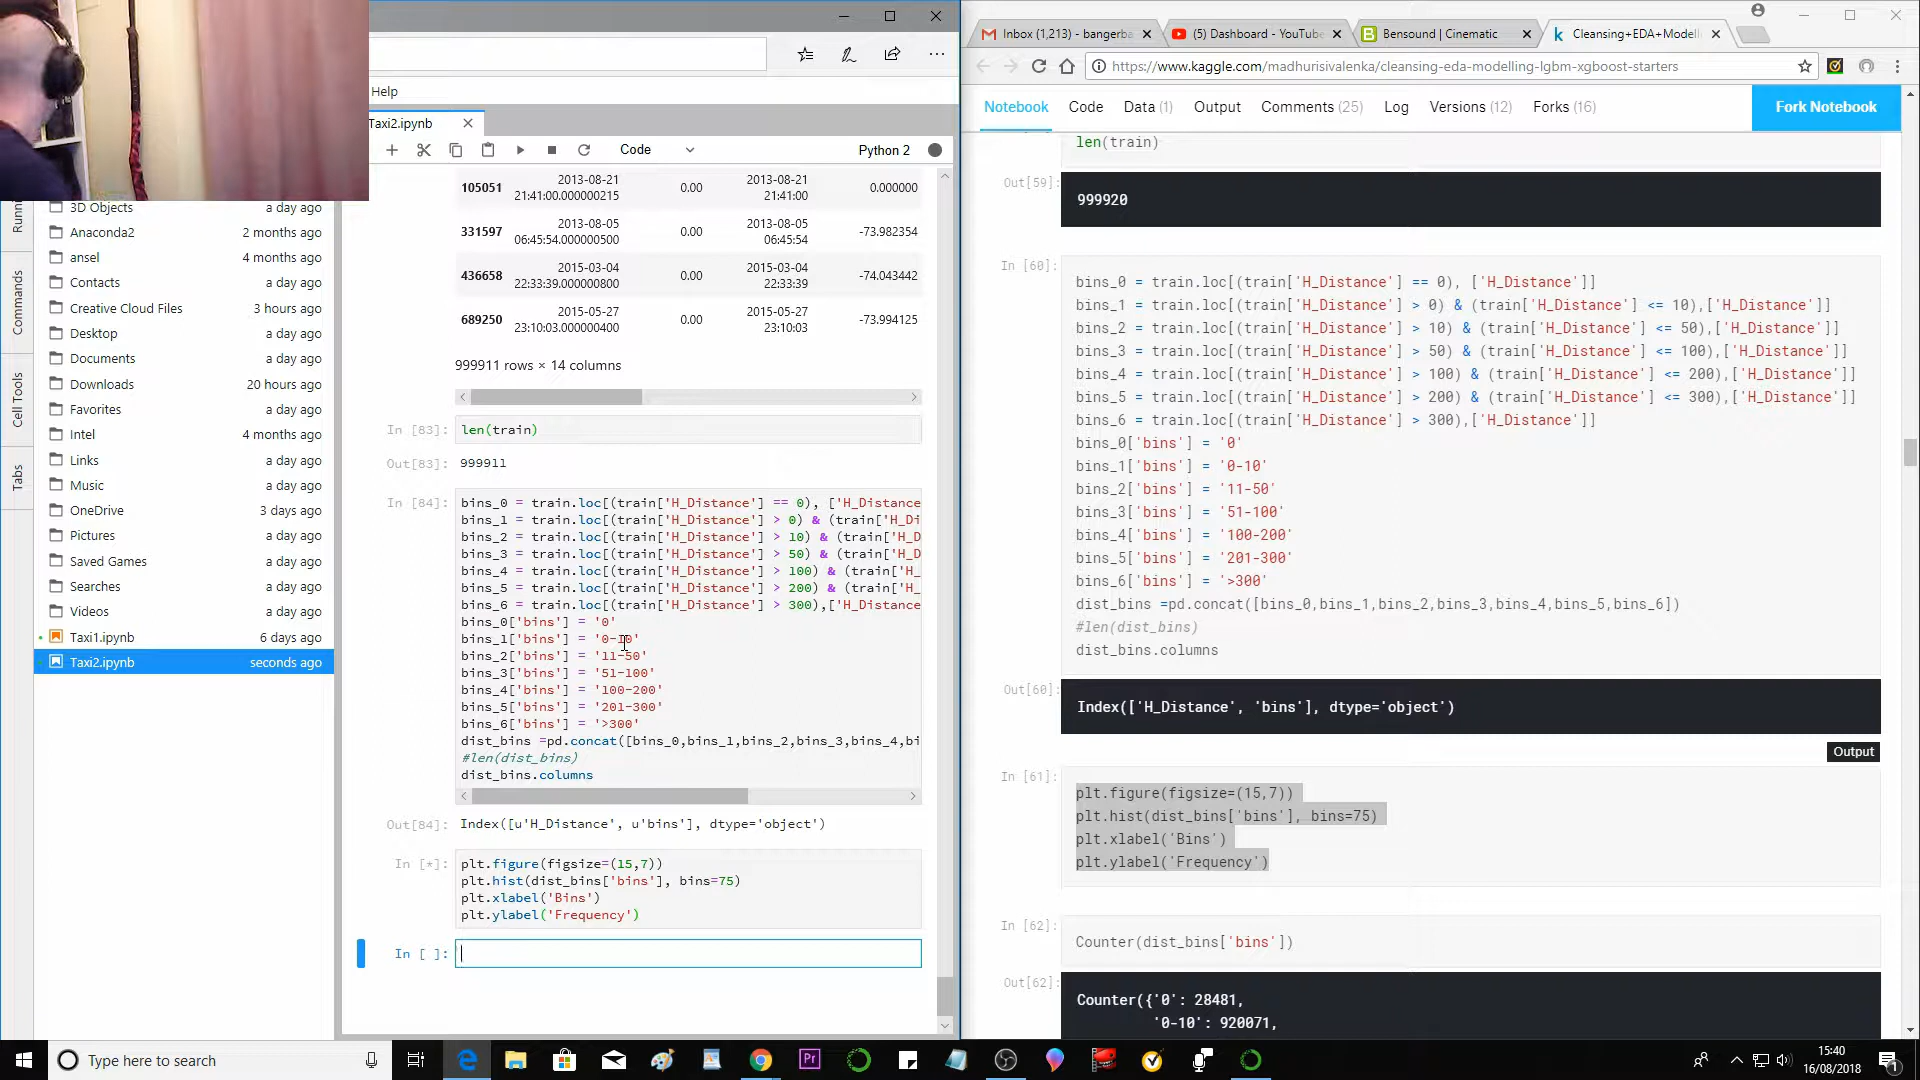 Help
Taxi2.ipynb
Code
Python 2
Running
Commands
Cell Tools
Tabs
3D Objects a day ago
Anaconda2 2 months ago
ansel 4 months ago
Contacts a day ago
Creative Cloud Files 3 hours ago
Desktop a day ago
Documents a day ago
Downloads 20 hours ago
Favorites a day ago
Intel 4 months ago
Links a day ago
Music a day ago
OneDrive 3 days ago
Pictures a day ago
Saved Games a day ago
Searches a day ago
Videos a day ago
Taxi1.ipynb 6 days ago
Taxi2.ipynb seconds ago
105051 2013-08-21 21:41:00.000000215 0.00 2013-08-21 21:41:00 0.000000
331597 2013-08-05 06:45:54.000000500 0.00 2013-08-05 06:45:54 -73.982354
436658 2015-03-04 22:33:39.000000800 0.00 2015-03-04 22:33:39 -74.043442
689250 2015-05-27 23:10:03.000000400 0.00 2015-05-27 23:10:03 -73.994125
999911 rows × 14 columns
In [83]: len(train)
Out[83]: 999911
In [84]: bins_0 = train.loc[(train['H_Distance'] == 0), ['H_Distance
bins_1 = train.loc[(train['H_Distance'] > 0) & (train['H_Di
bins_2 = train.loc[(train['H_Distance'] > 10) & (train['H_D
bins_3 = train.loc[(train['H_Distance'] > 50) & (train['H_D
bins_4 = train.loc[(train['H_Distance'] > 100) & (train['H_
bins_5 = train.loc[(train['H_Distance'] > 200) & (train['H_
bins_6 = train.loc[(train['H_Distance'] > 300),['H_Distance
bins_0['bins'] = '0'
bins_1['bins'] = '0-10'
bins_2['bins'] = '11-50'
bins_3['bins'] = '51-100'
bins_4['bins'] = '100-200'
bins_5['bins'] = '201-300'
bins_6['bins'] = '>300'
dist_bins =pd.concat([bins_0,bins_1,bins_2,bins_3,bins_4,bi
#len(dist_bins)
dist_bins.columns
Out[84]: Index([u'H_Distance', u'bins'], dtype='object')
In [*]: plt.figure(figsize=(15,7))
plt.hist(dist_bins['bins'], bins=75)
plt.xlabel('Bins')
plt.ylabel('Frequency')
In [ ]:
Inbox (1,213) - bangerba
(5) Dashboard - YouTube
Bensound | Cinematic
Cleansing+EDA+Modell
https://www.kaggle.com/madhurisivalenka/cleansing-eda-modelling-lgbm-xgboost-starters
Notebook Code Data (1) Output Comments (25) Log Versions (12) Forks (16) Fork Notebook
len(train)
Out[59]:
999920
In [60]:
bins_0 = train.loc[(train['H_Distance'] == 0), ['H_Distance']]
bins_1 = train.loc[(train['H_Distance'] > 0) & (train['H_Distance'] <= 10),['H_Distance']]
bins_2 = train.loc[(train['H_Distance'] > 10) & (train['H_Distance'] <= 50),['H_Distance']]
bins_3 = train.loc[(train['H_Distance'] > 50) & (train['H_Distance'] <= 100),['H_Distance']]
bins_4 = train.loc[(train['H_Distance'] > 100) & (train['H_Distance'] <= 200),['H_Distance']]
bins_5 = train.loc[(train['H_Distance'] > 200) & (train['H_Distance'] <= 300),['H_Distance']]
bins_6 = train.loc[(train['H_Distance'] > 300),['H_Distance']]
bins_0['bins'] = '0'
bins_1['bins'] = '0-10'
bins_2['bins'] = '11-50'
bins_3['bins'] = '51-100'
bins_4['bins'] = '100-200'
bins_5['bins'] = '201-300'
bins_6['bins'] = '>300'
dist_bins =pd.concat([bins_0,bins_1,bins_2,bins_3,bins_4,bins_5,bins_6])
#len(dist_bins)
dist_bins.columns
Out[60]:
Index(['H_Distance', 'bins'], dtype='object')
Output
In [61]:
plt.figure(figsize=(15,7))
plt.hist(dist_bins['bins'], bins=75)
plt.xlabel('Bins')
plt.ylabel('Frequency')
In [62]:
Counter(dist_bins['bins'])
Out[62]:
Counter({'0': 28481,
'0-10': 920071,
Type here to search
Pr
15:40
16/08/2018
1